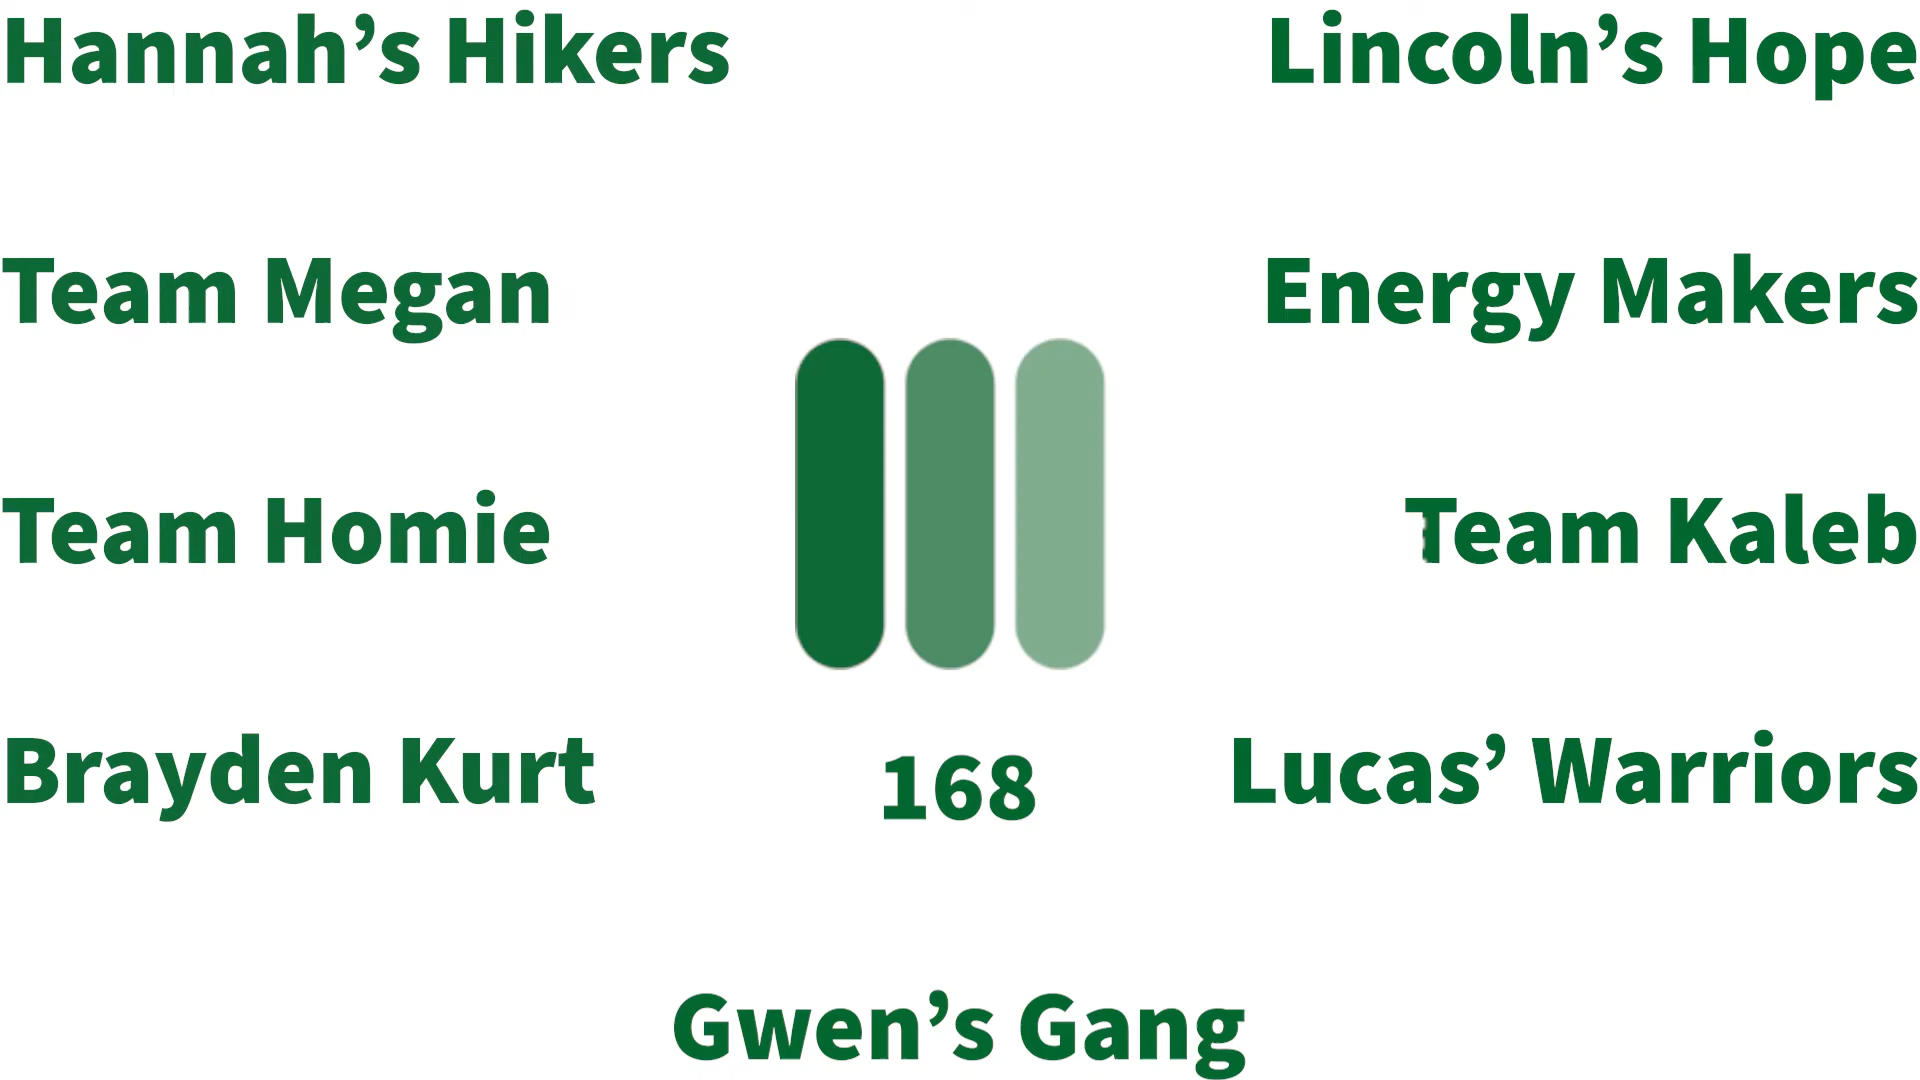 Hannah’s Hikers
Lincoln’s Hope
Team Megan
Energy Makers
Team Homie
Team Kaleb
Brayden Kurt
168
Lucas’ Warriors
Gwen’s Gang